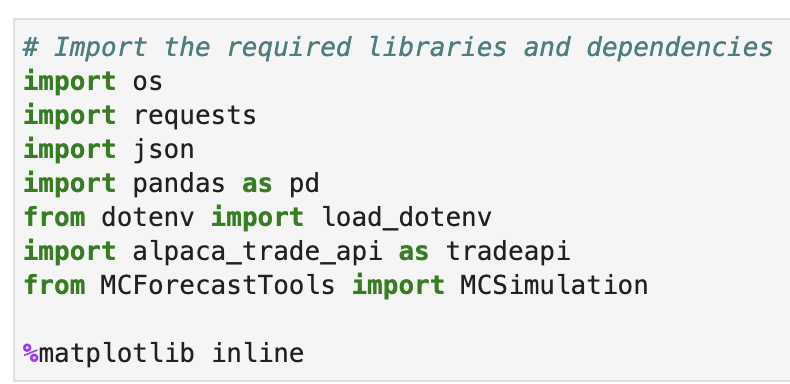 # Import the required libraries and dependencies
import os
import requests
import json
import pandas as pd
from dotenv import load_dotenv
import alpaca_trade_api as tradeapi
from MCForecastTools import MCSimulation
%matplotlib inline